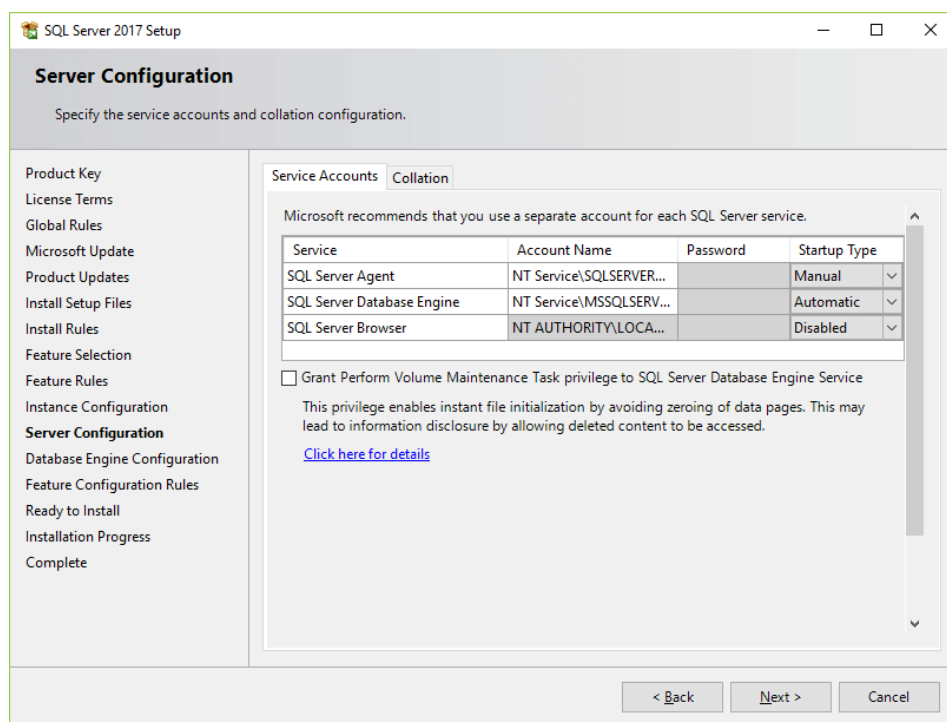 SQL Server 2017 Setup
Server Configuration
Specify the service accounts and collation configuration.
Product Key
License Terms
Global Rules
Microsoft Update
Product Updates
Install Setup Files
Install Rules
Feature Selection
Feature Rules
Instance Configuration
Server Configuration
Database Engine Configuration
Feature Configuration Rules
Ready to Install
Installation Progress
Complete
Service Accounts Collation
Microsoft recommends that you use a separate account for each SQL Server service.
Service Account Name Password Startup Type
SQL Server Agent NT Service\SQLSERVER... Manual
SQL Server Database Engine NT Service\MSSQLSERV... Automatic
SQL Server Browser NT AUTHORITY\LOCA... Disabled
Grant Perform Volume Maintenance Task privilege to SQL Server Database Engine Service
This privilege enables instant file initialization by avoiding zeroing of data pages. This may
lead to information disclosure by allowing deleted content to be accessed.
Click here for details
< Back Next > Cancel